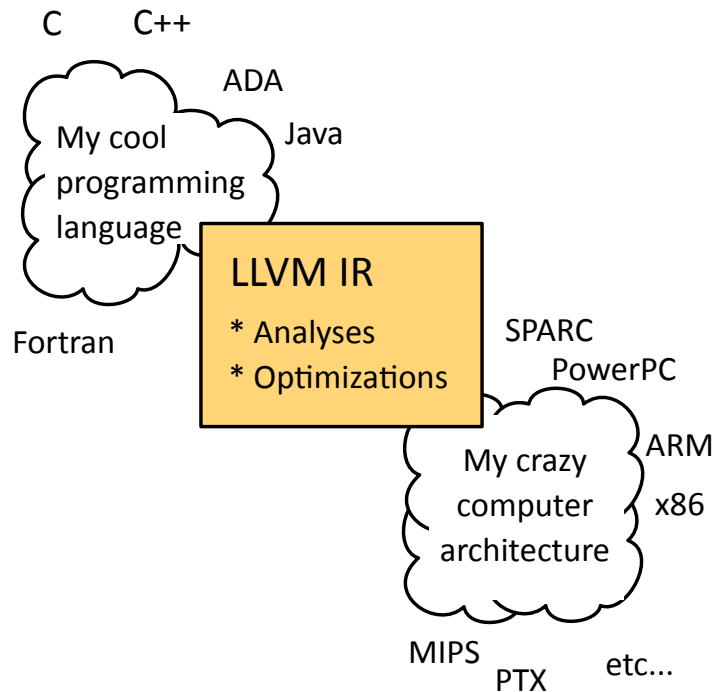 C
C++
ADA
Java
My cool
programming
language
Fortran
LLVM IR
* Analyses
* Optimizations
SPARC
PowerPC
ARM
x86
My crazy
computer
architecture
MIPS
PTX
etc...